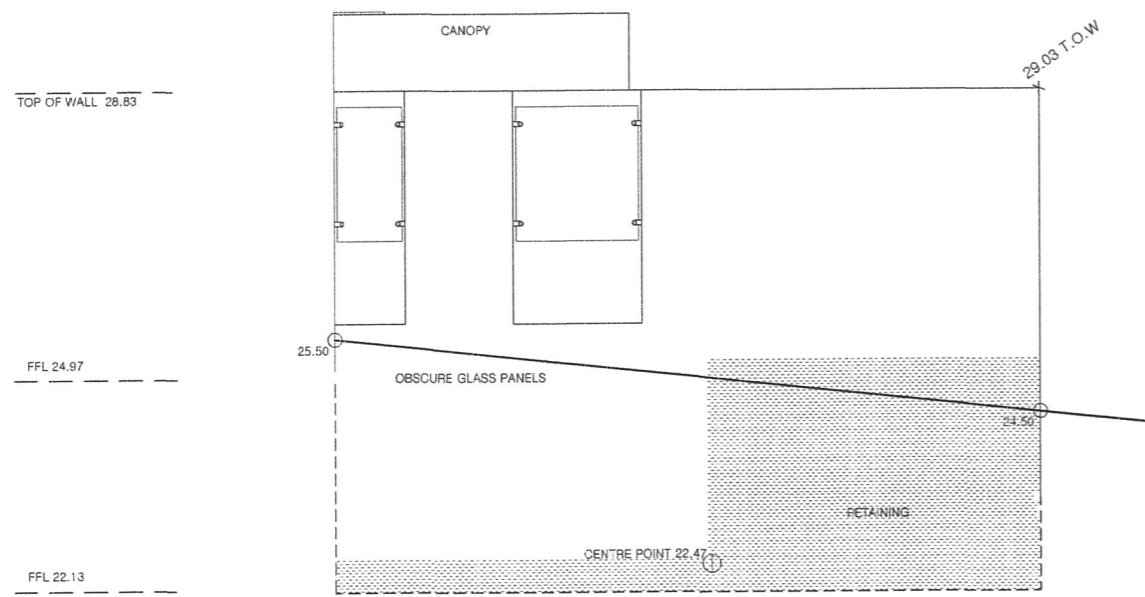 CANOPY
29.03 T.O.W
TOP OF WALL 28.83
25.50
FFL 24.97
OBSCURE GLASS PANELS
24.50
RETAINING
CENTRE POINT 22.47
FFL 22.13